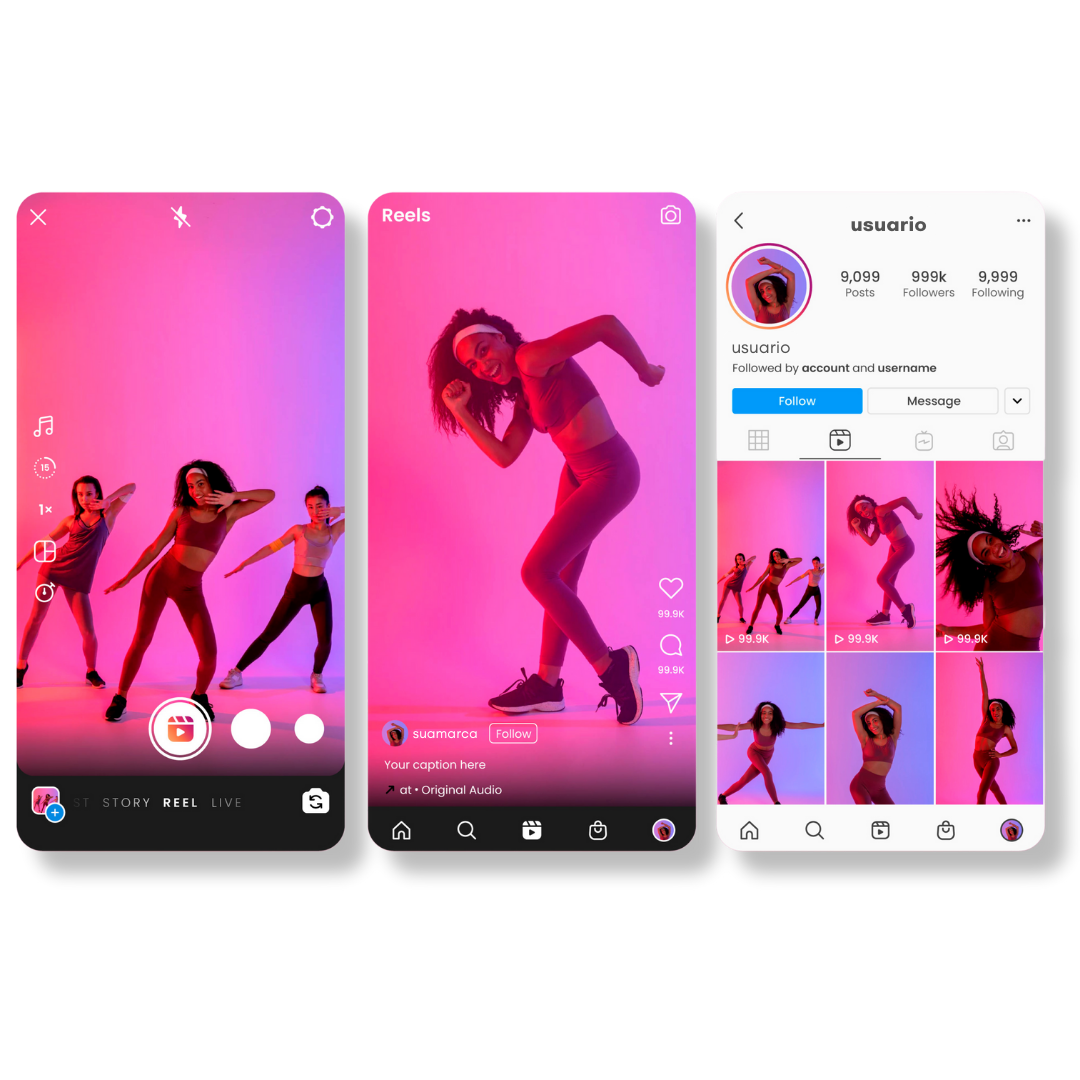 15
1×
ST STORY REEL LIVE
Reels
99.9K
99.9K
suamarca Follow
Your caption here
at • Original Audio
usuario
9,099 999k 9,999
Posts Followers Following
usuario
Followed by account and username
Follow Message
99.9K 99.9K 99.9K